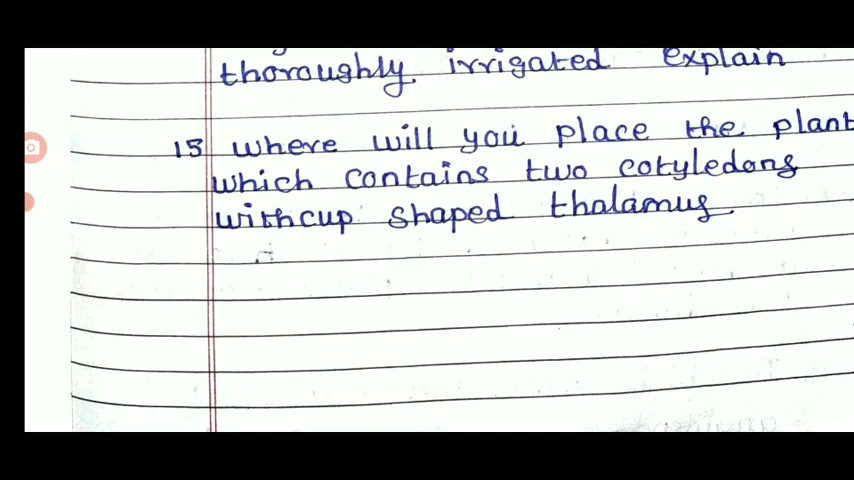 thoroughly irrigated explain
15 where will you place the plant
which contains two cotyledons
withcup shaped thalamus